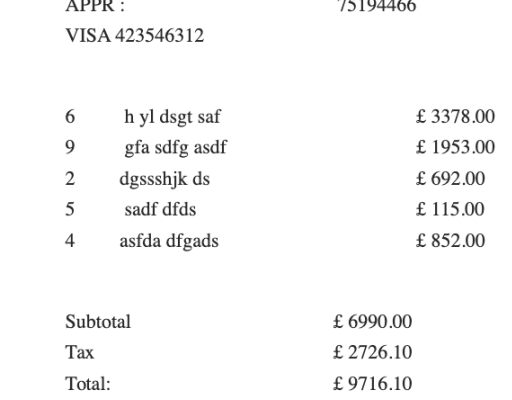 APPR : 75194466
VISA 423546312
6 h yl dsgt saf £ 3378.00
9 gfa sdfg asdf £ 1953.00
2 dgssshjk ds £ 692.00
5 sadf dfds £ 115.00
4 asfda dfgads £ 852.00
Subtotal £ 6990.00
Tax £ 2726.10
Total: £ 9716.10